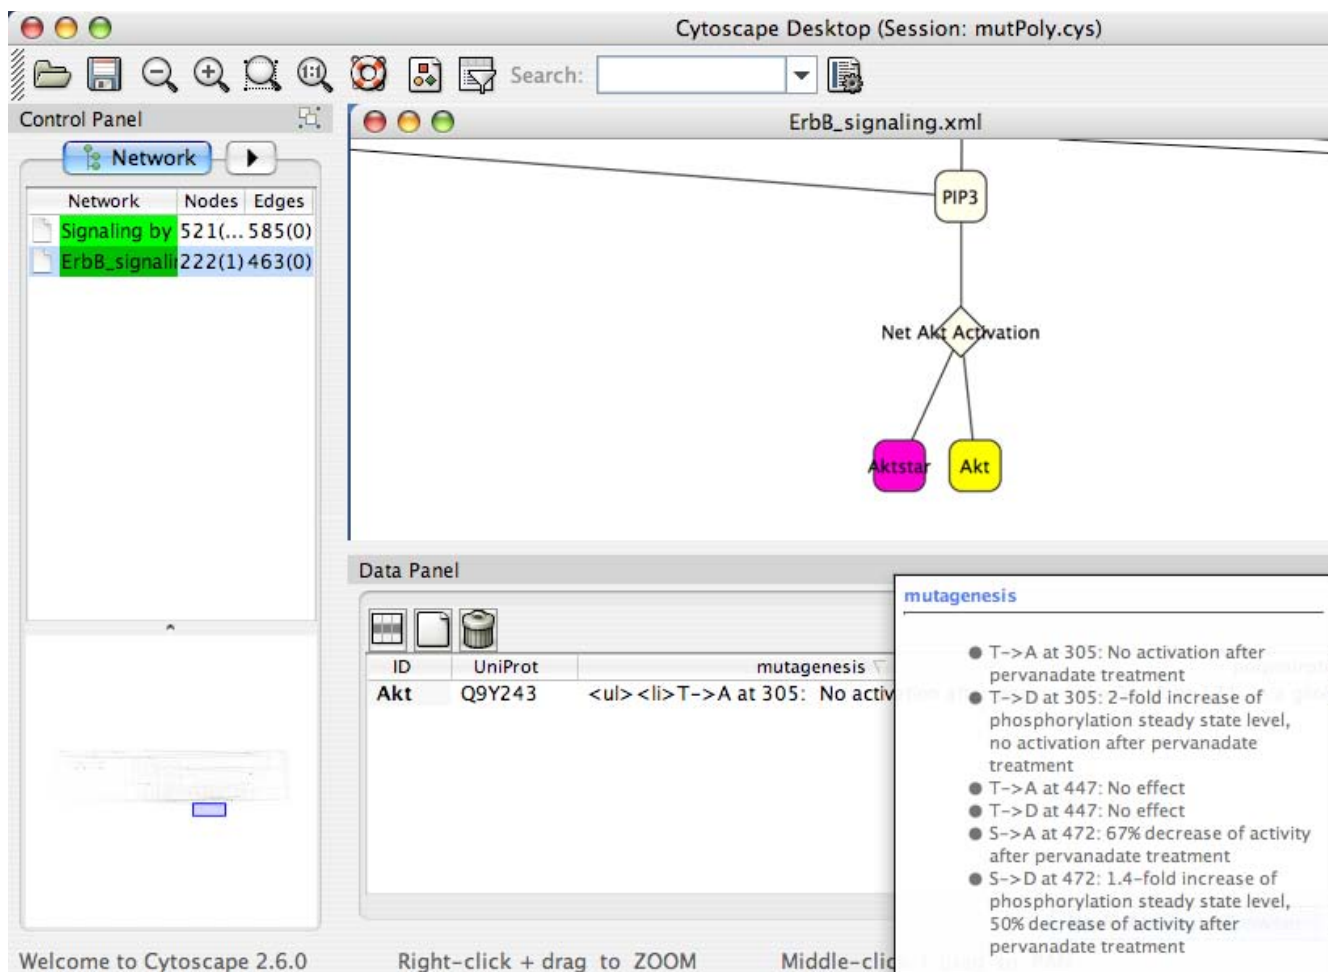 Cytoscape Desktop (Session: mutPoly.cys)
1:1
Search:
Control Panel
ErbB_signaling.xml
Network
Network Nodes Edges
Signaling by 521(... 585(0)
ErbB_signali 222(1) 463(0)
PIP3
Net Akt Activation
Aktstar Akt
Data Panel
ID UniProt mutagenesis
Akt Q9Y243 <ul><li>T->A at 305: No activ
mutagenesis
● T->A at 305: No activation after
pervanadate treatment
● T->D at 305: 2-fold increase of
phosphorylation steady state level,
no activation after pervanadate
treatment
● T->A at 447: No effect
● T->D at 447: No effect
● S->A at 472: 67% decrease of activity
after pervanadate treatment
● S->D at 472: 1.4-fold increase of
phosphorylation steady state level,
50% decrease of activity after
pervanadate treatment
Welcome to Cytoscape 2.6.0 Right-click + drag to ZOOM Middle-clic